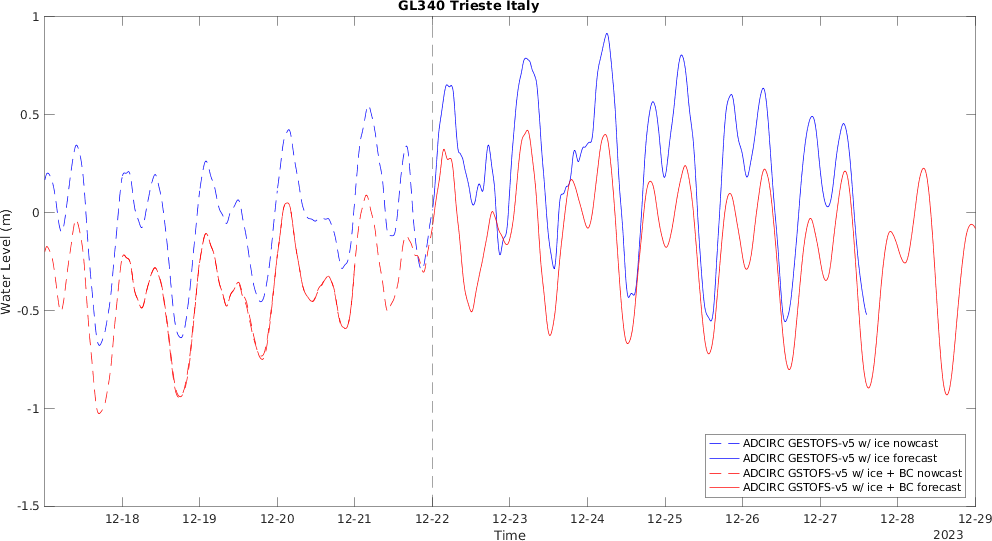 GL340 Trieste Italy
Water Level (m)
1
0.5
0
-0.5
-1
-1.5
ADCIRC GESTOFS-v5 w/ ice nowcast
ADCIRC GESTOFS-v5 w/ ice forecast
ADCIRC GSTOFS-v5 w/ ice + BC nowcast
ADCIRC GSTOFS-v5 w/ ice + BC forecast
12-18 12-19 12-20 12-21 12-22 12-23 12-24 12-25 12-26 12-27 12-28 12-29
Time
2023